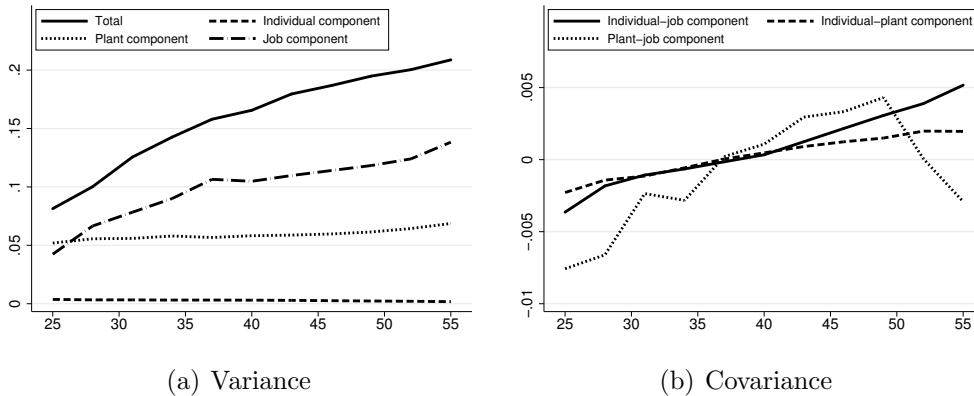 Total
Individual component
Plant component
Job component
.2
.15
.1
.05
0
25 30 35 40 45 50 55
(a) Variance
Individual−job component
Individual−plant component
Plant−job component
.005
0
−.005
−.01
25 30 35 40 45 50 55
(b) Covariance